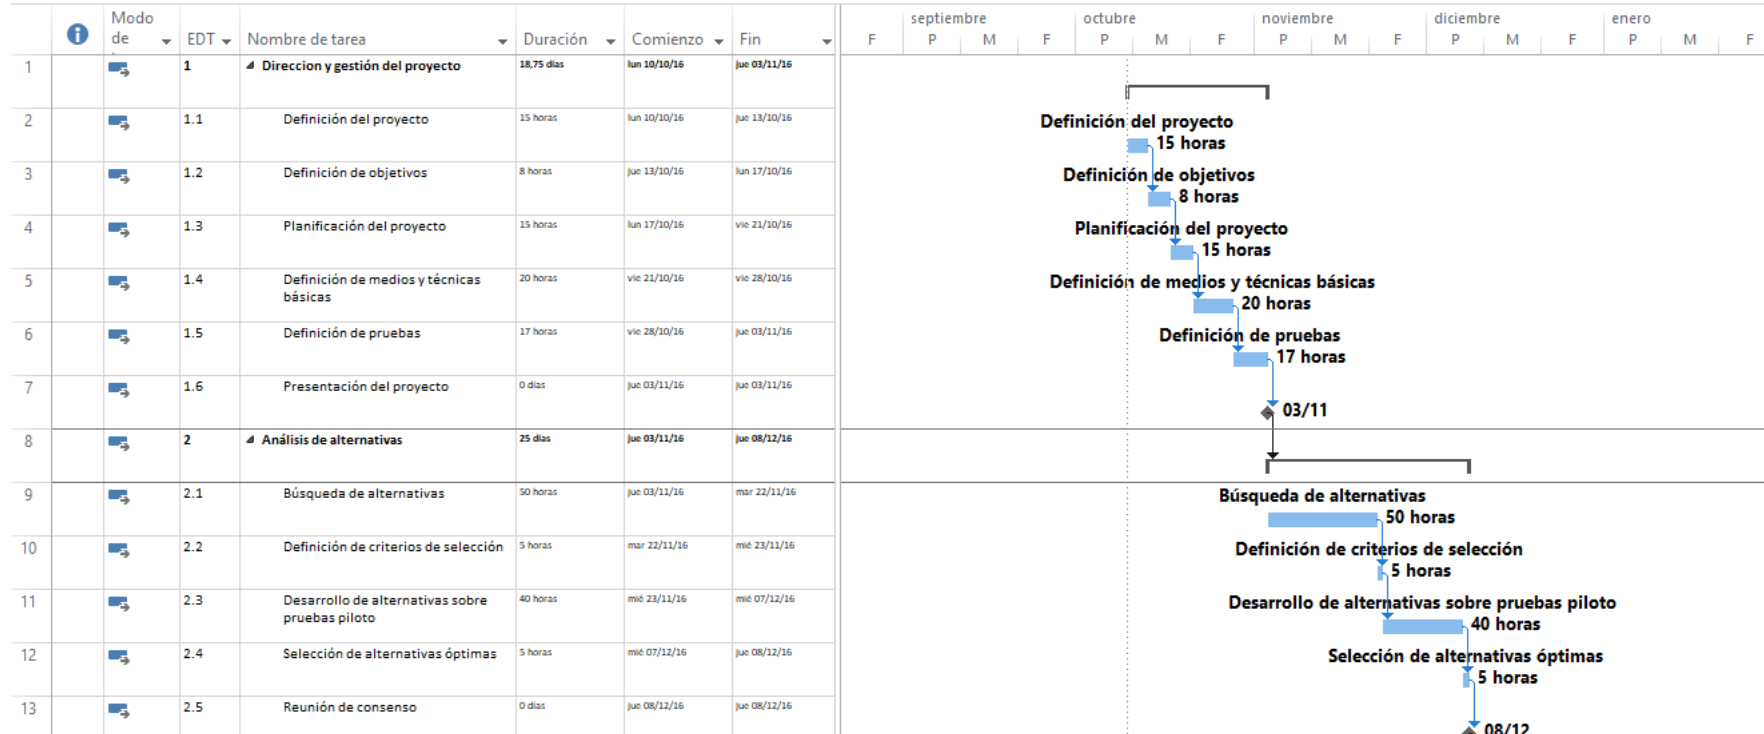 septiembre octubre noviembre diciembre enero
Modo
de
EDT Nombre de tarea Duración Comienzo Fin F P M F P M F P M F P M F P M F
1 1 Direccion y gestión del proyecto 18,75 días lun 10/10/16 jue 03/11/16
2 1.1 Definición del proyecto 15 horas lun 10/10/16 jue 13/10/16 Definición del proyecto
15 horas
3 1.2 Definición de objetivos 8 horas jue 13/10/16 lun 17/10/16 Definición de objetivos
8 horas
4 1.3 Planificación del proyecto 15 horas lun 17/10/16 vie 21/10/16 Planificación del proyecto
15 horas
5 1.4 Definición de medios y técnicas 20 horas vie 21/10/16 vie 28/10/16 Definición de medios y técnicas básicas
básicas 20 horas
6 1.5 Definición de pruebas 17 horas vie 28/10/16 jue 03/11/16 Definición de pruebas
17 horas
7 1.6 Presentación del proyecto 0 días jue 03/11/16 jue 03/11/16
03/11
8 2 Análisis de alternativas 25 días jue 03/11/16 jue 08/12/16
9 2.1 Búsqueda de alternativas 50 horas jue 03/11/16 mar 22/11/16 Búsqueda de alternativas
50 horas
10 2.2 Definición de criterios de selección 5 horas mar 22/11/16 mié 23/11/16 Definición de criterios de selección
5 horas
11 2.3 Desarrollo de alternativas sobre 40 horas mié 23/11/16 mié 07/12/16 Desarrollo de alternativas sobre pruebas piloto
pruebas piloto 40 horas
12 2.4 Selección de alternativas óptimas 5 horas mié 07/12/16 jue 08/12/16 Selección de alternativas óptimas
5 horas
13 2.5 Reunión de consenso 0 días jue 08/12/16 jue 08/12/16
08/12